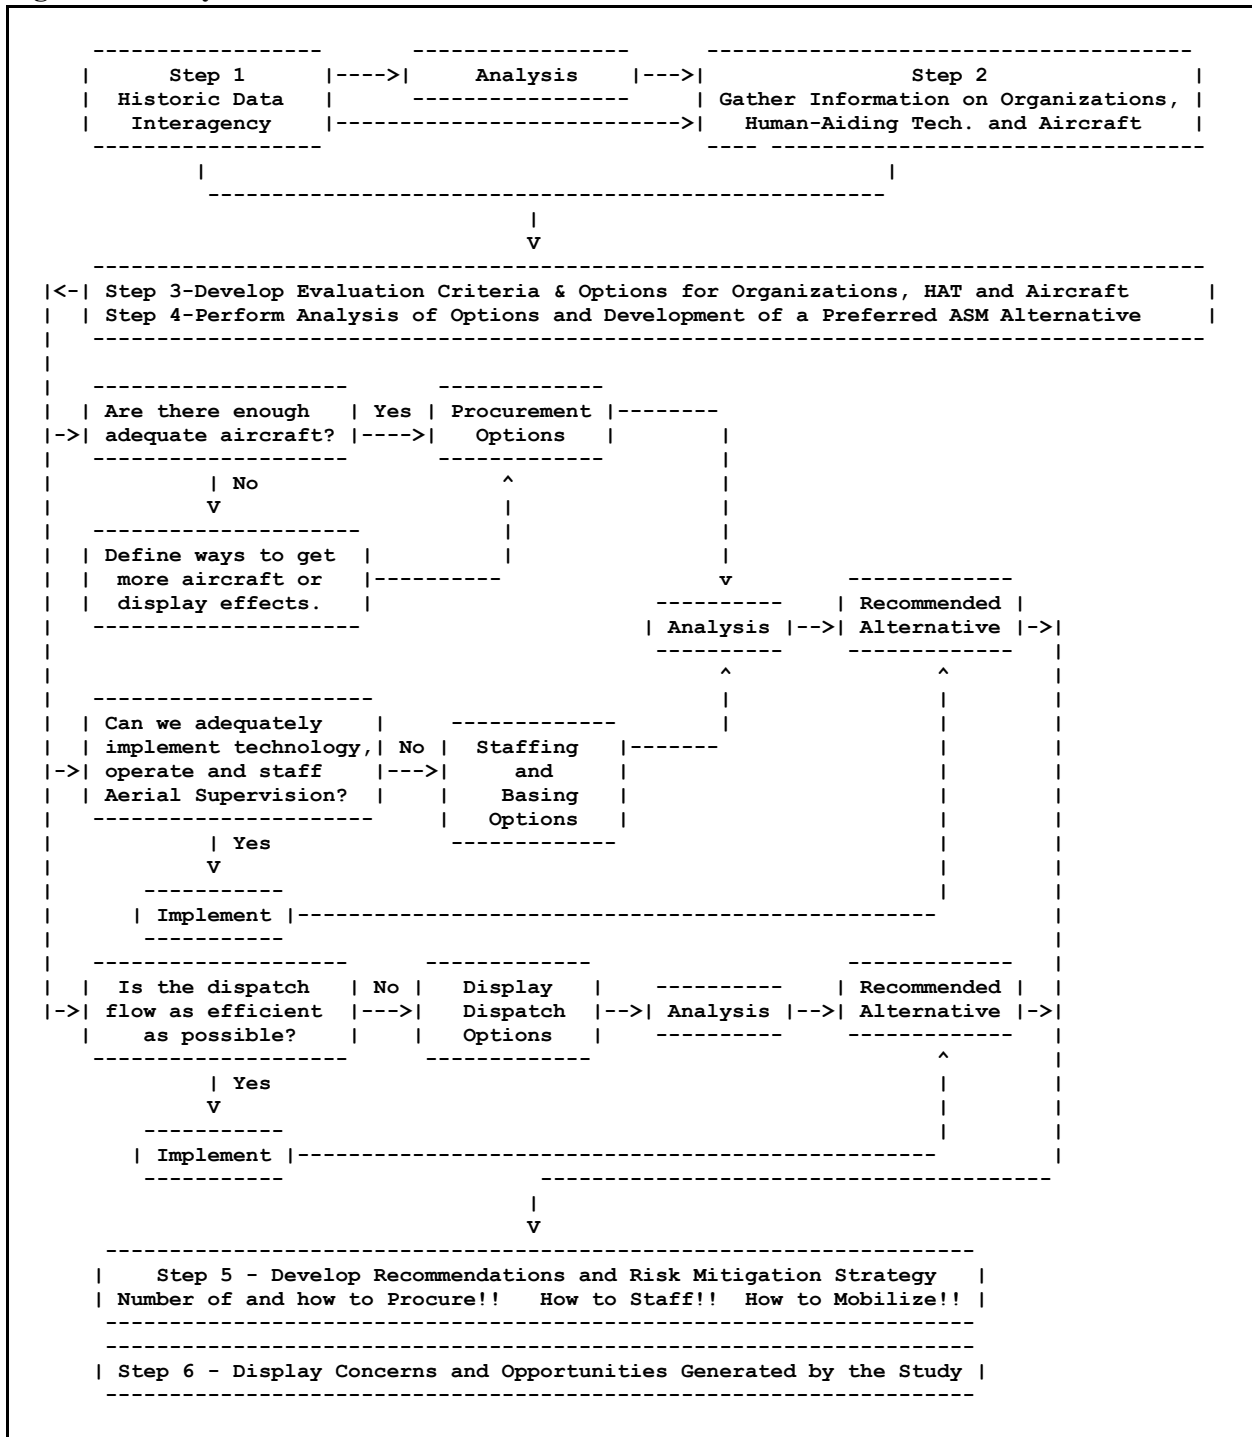 Step 1
Historic Data
Interagency
Analysis
Step 2
Gather Information on Organizations,
Human-Aiding Tech. and Aircraft
V
Step 3-Develop Evaluation Criteria & Options for Organizations, HAT and Aircraft
Step 4-Perform Analysis of Options and Development of a Preferred ASM Alternative
Are there enough
adequate aircraft?
Yes
Procurement
Options
No
V
Define ways to get
more aircraft or
display effects.
v
Analysis
Recommended
Alternative
Can we adequately
implement technology,
operate and staff
Aerial Supervision?
No
Staffing
and
Basing
Options
Yes
V
Implement
Is the dispatch
flow as efficient
as possible?
No
Display
Dispatch
Options
Analysis
Recommended
Alternative
Yes
V
Implement
V
Step 5 - Develop Recommendations and Risk Mitigation Strategy
Number of and how to Procure!! How to Staff!! How to Mobilize!!
Step 6 - Display Concerns and Opportunities Generated by the Study